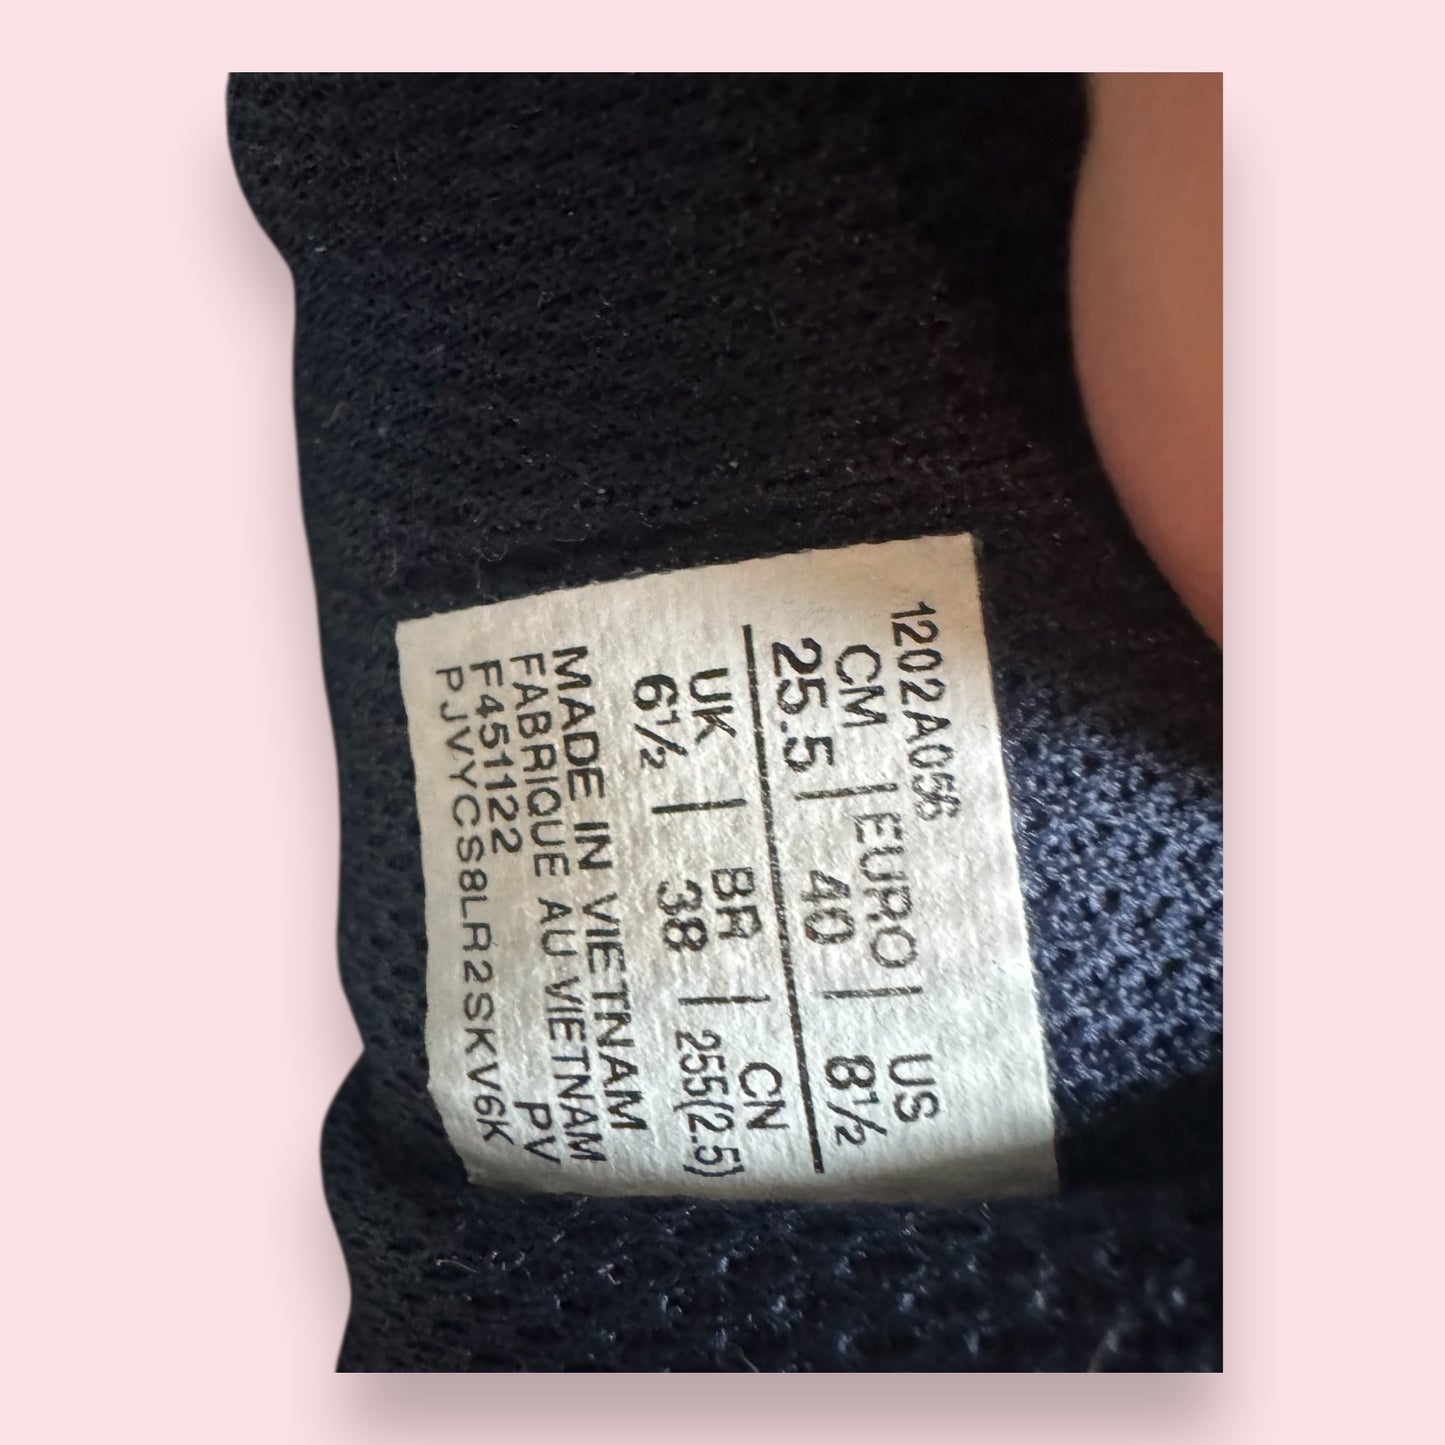 1202A056
CM | EURO | US
25.5 | 40 | 8½
UK | BR | CN
6½ | 38 | 255(2.5)
MADE IN VIETNAM
FABRIQUE AU VIETNAM
F451122 PV
PJVYCS8LR2SKV6K